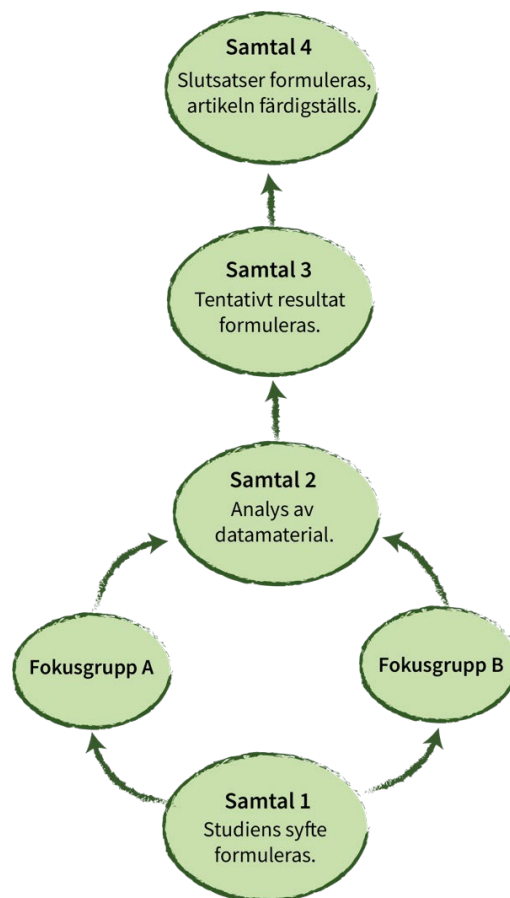 Samtal 4
Slutsatser formuleras,
artikeln färdigställs.
Samtal 3
Tentativt resultat
formuleras.
Samtal 2
Analys av
datamaterial.
Fokusgrupp A
Fokusgrupp B
Samtal 1
Studiens syfte
formuleras.